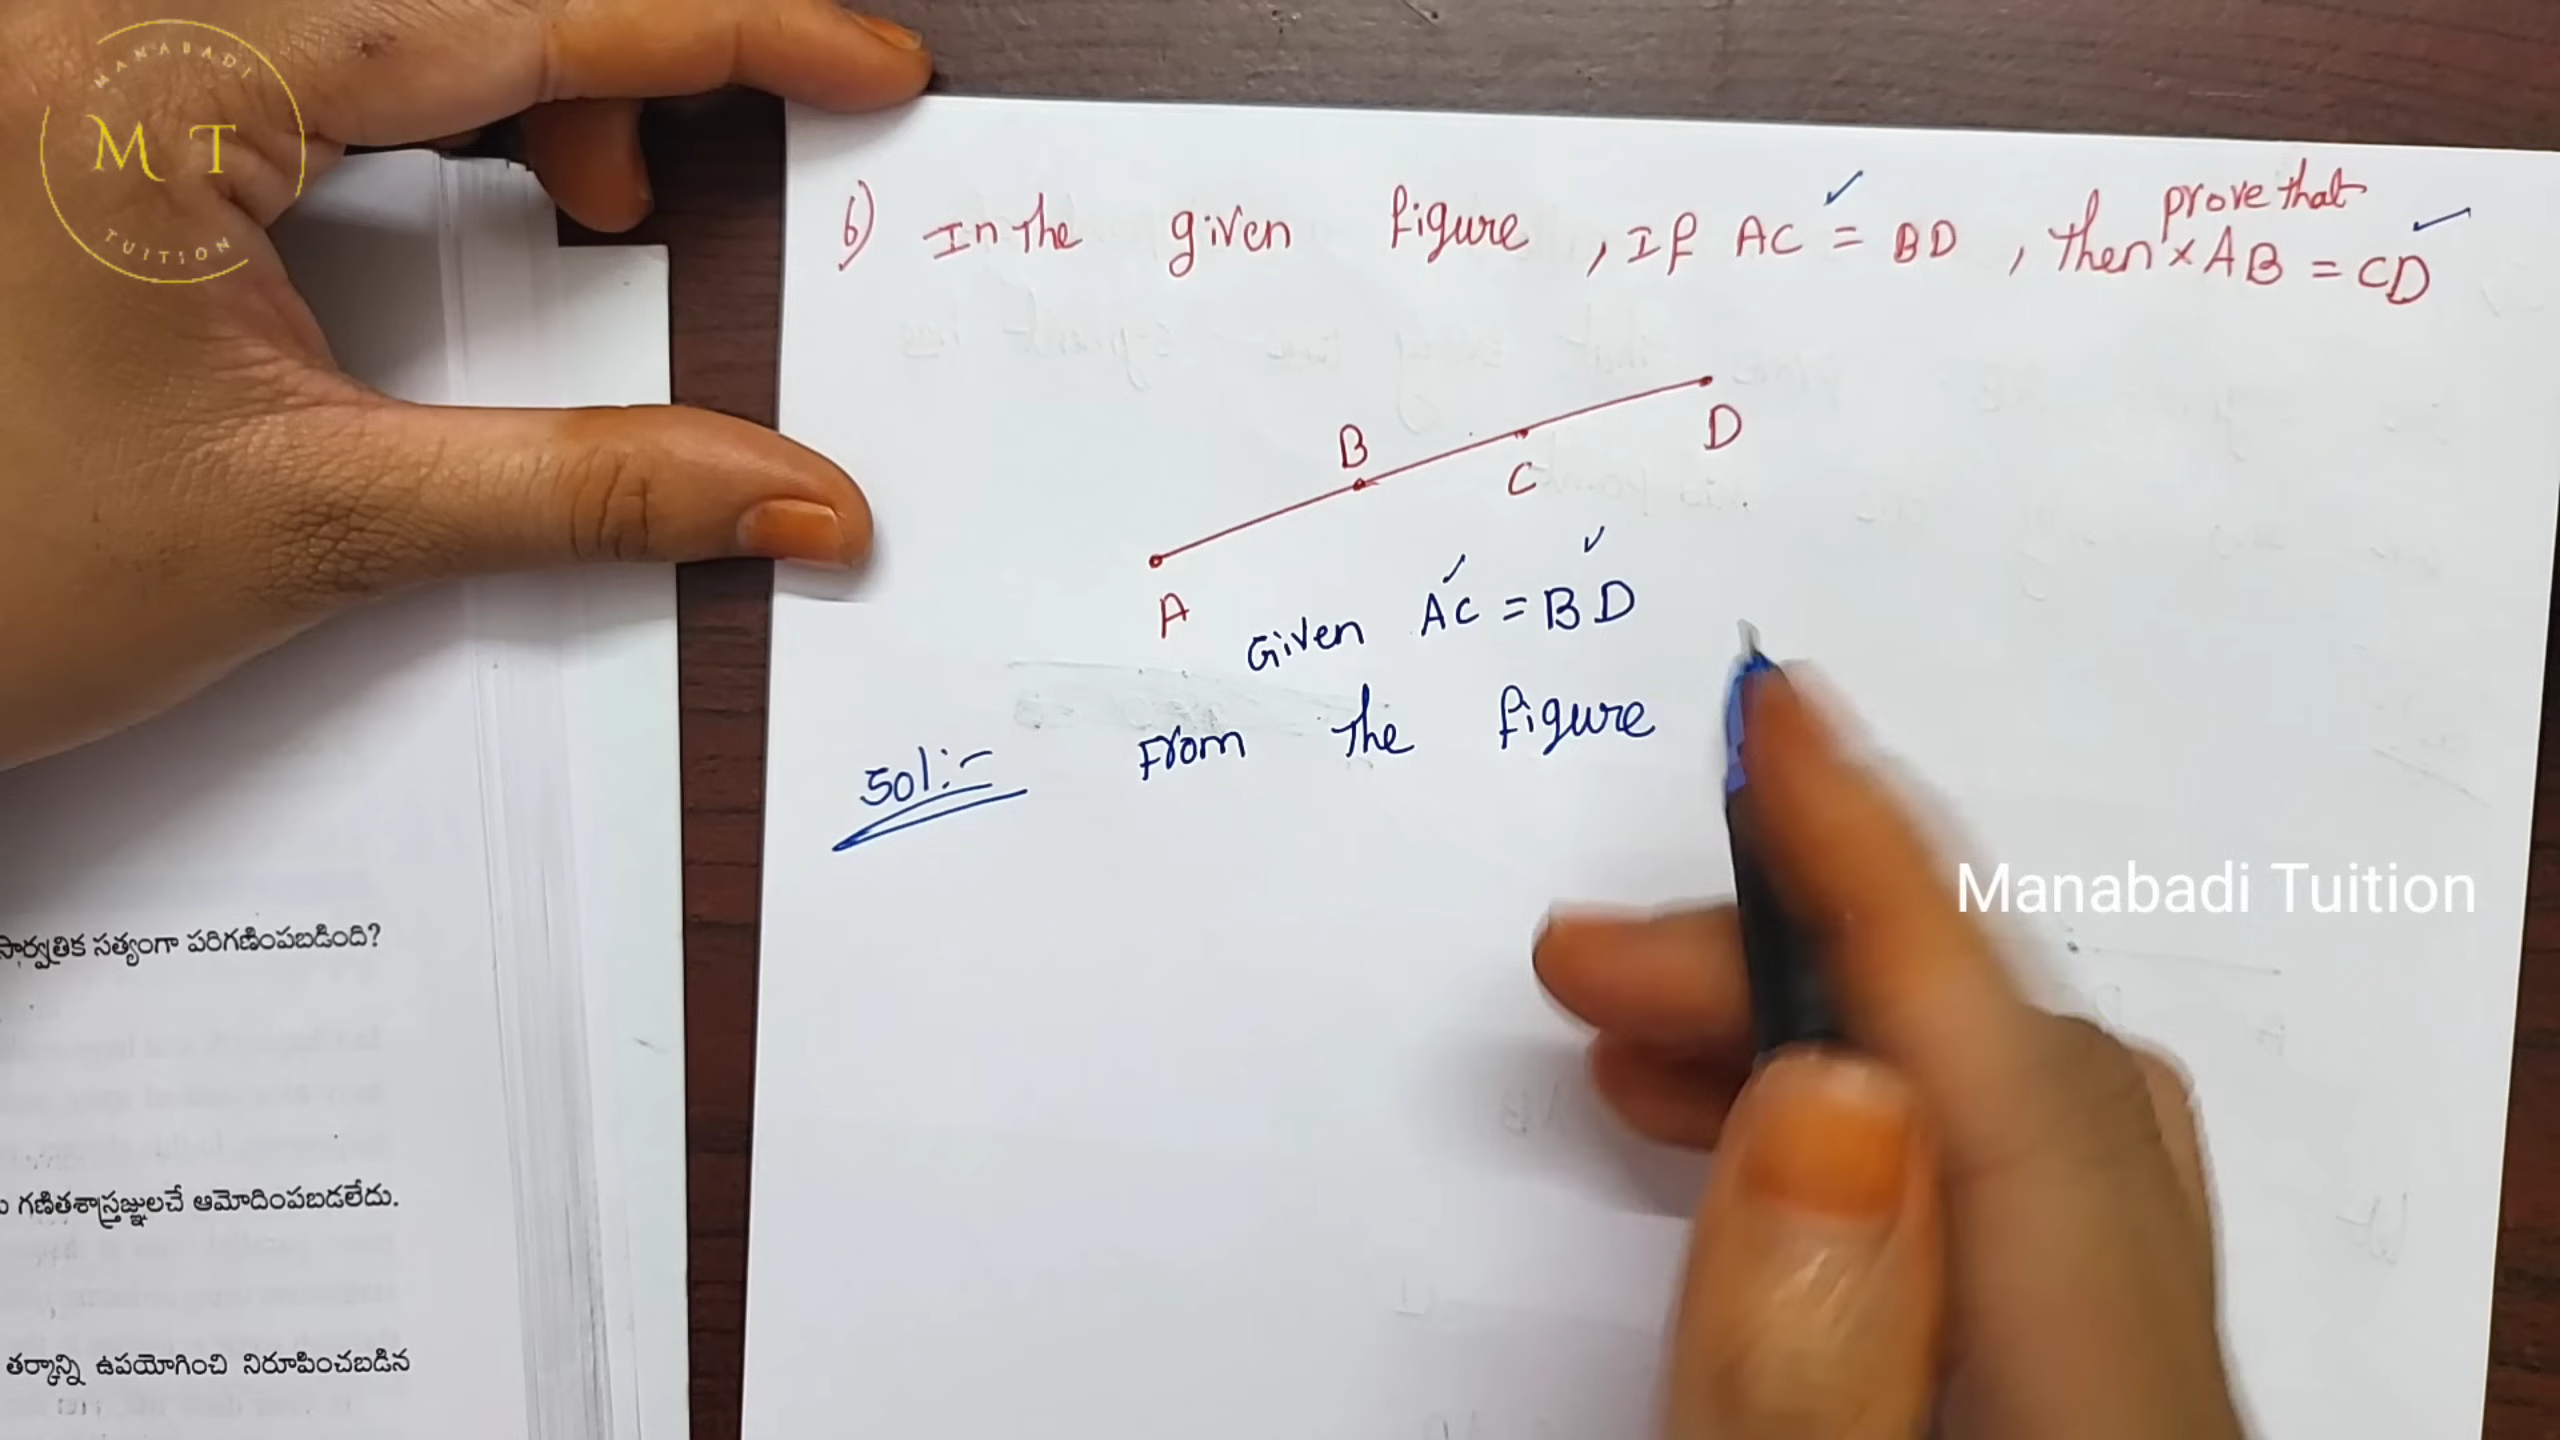 MANABADI
M T
TUITION
6) In the given figure, If AC = BD, then × AB = CD
prove that
B
C
D
A
Given AC = BD
Sol:- From the figure
Manabadi Tuition
సార్వత్రిక సత్యంగా పరిగణింపబడింది?
గణితశాస్త్రజ్ఞులచే ఆమోదింపబడలేదు.
తర్కాన్ని ఉపయోగించి నిరూపించబడిన